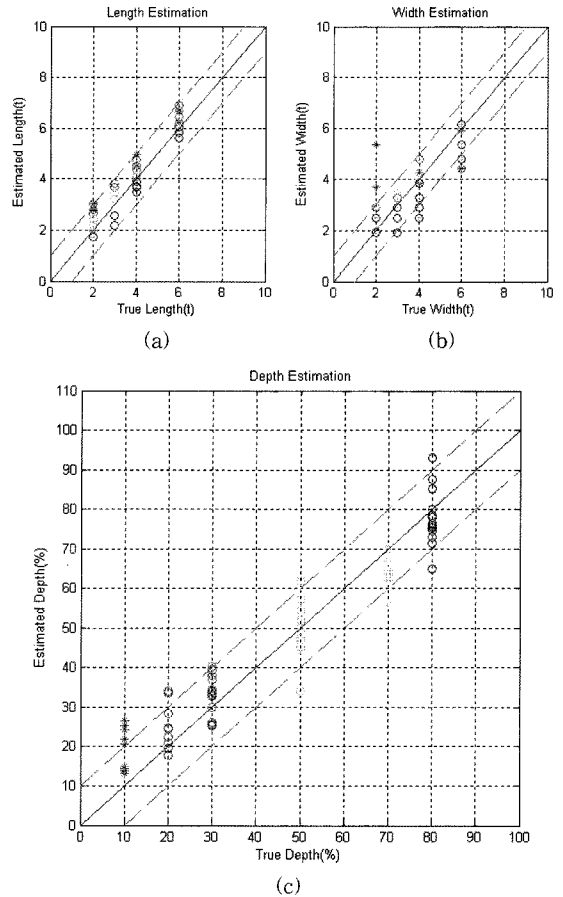 Length Estimation
10
8
6
4
2
0
Estimated Length(t)
0 2 4 6 8 10
True Length(t)
(a)
Width Estimation
10
8
6
4
2
0
Estimated Width(t)
0 2 4 6 8 10
True Width(t)
(b)
Depth Estimation
110
100
90
80
70
60
50
40
30
20
10
0
Estimated Depth(%)
0 10 20 30 40 50 60 70 80 90 100
True Depth(%)
(c)